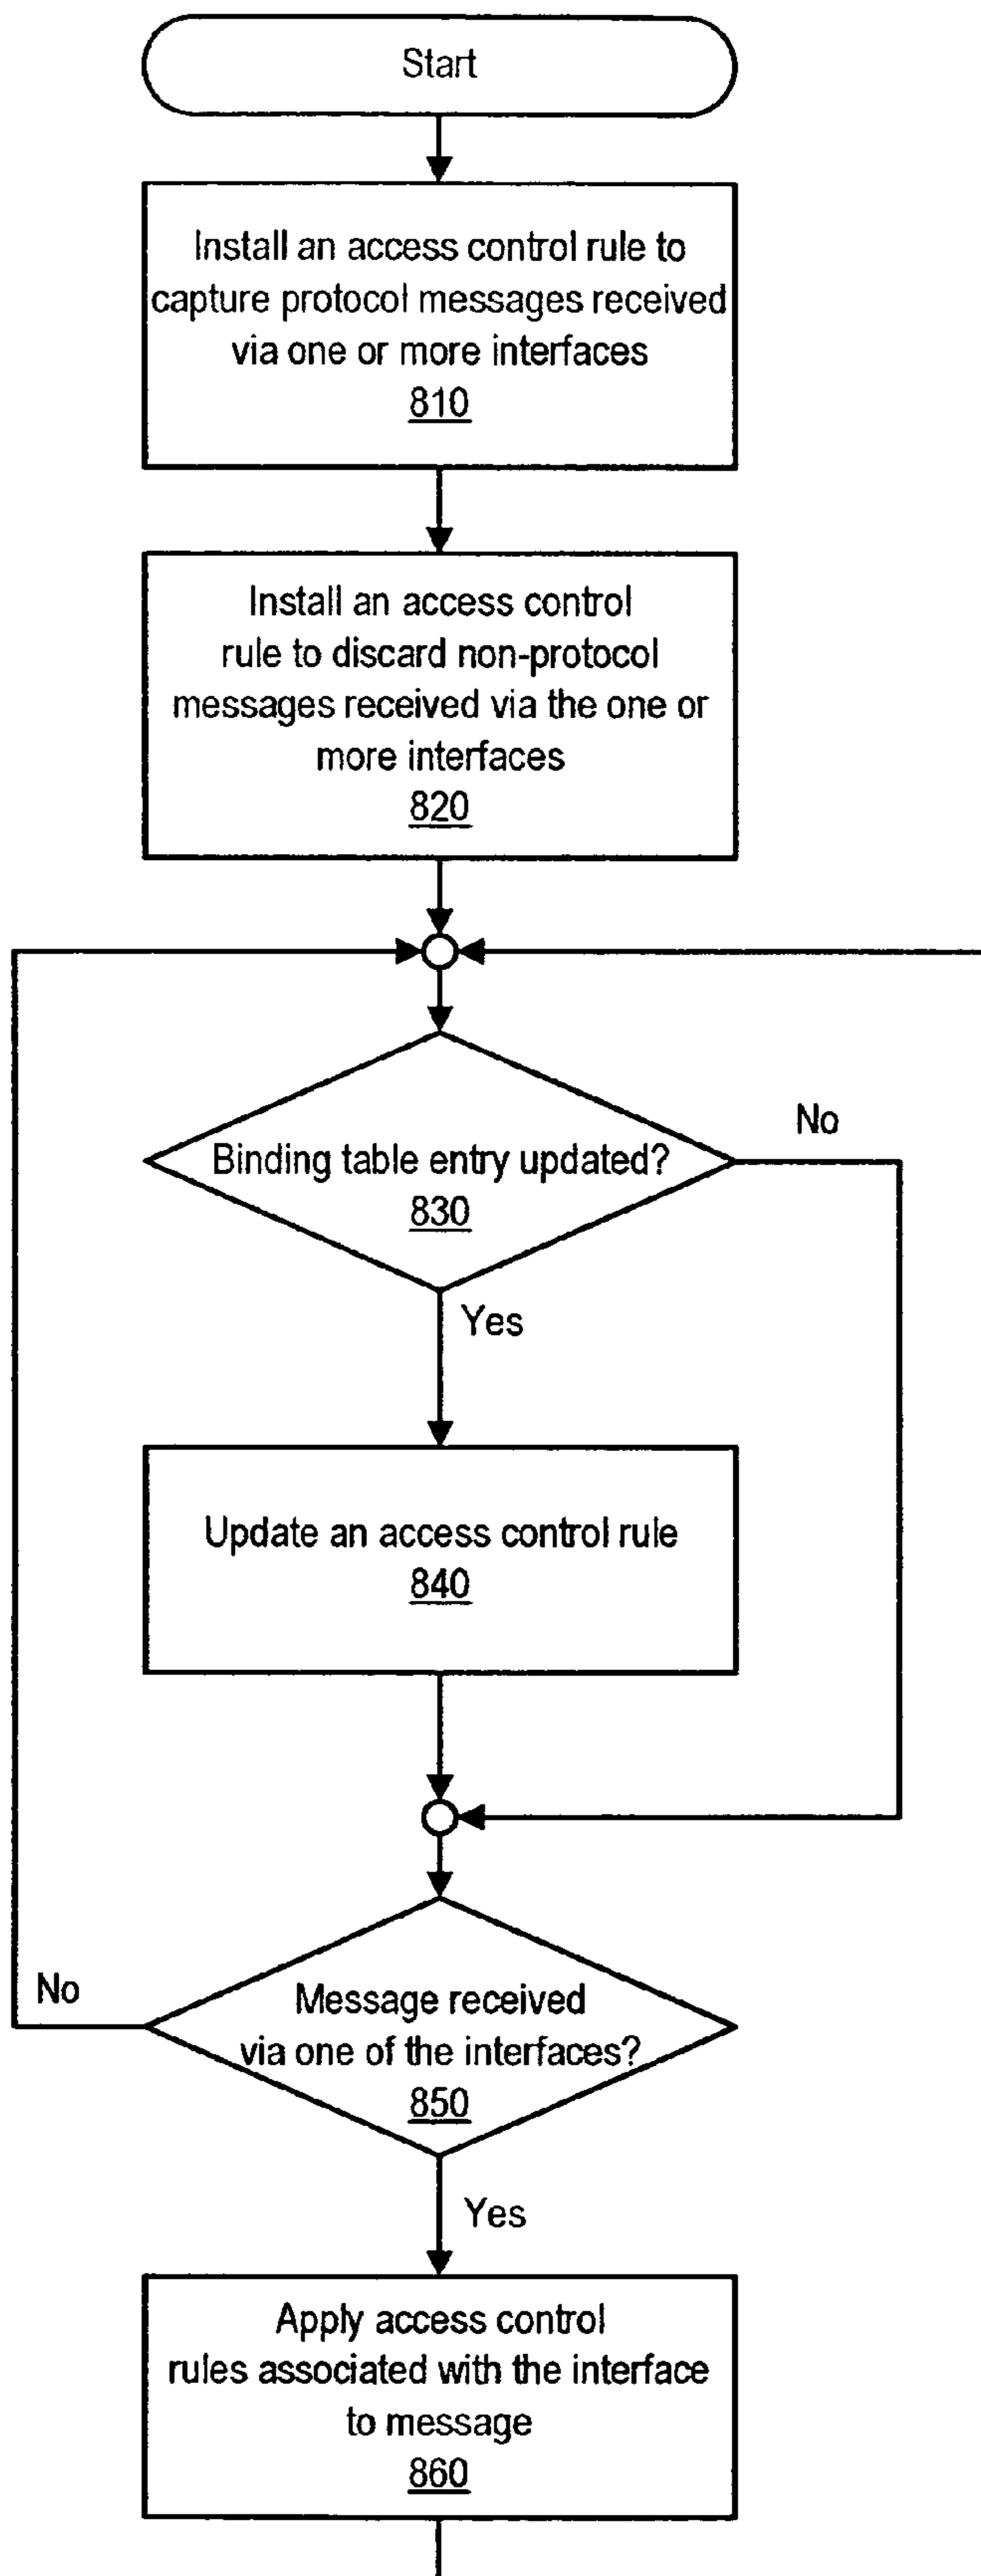 Start
Install an access control rule to
capture protocol messages received
via one or more interfaces
810
Install an access control
rule to discard non-protocol
messages received via the one or
more interfaces
820
Binding table entry updated?
830
No
Yes
Update an access control rule
840
No
Message received
via one of the interfaces?
850
Yes
Apply access control
rules associated with the interface
to message
860